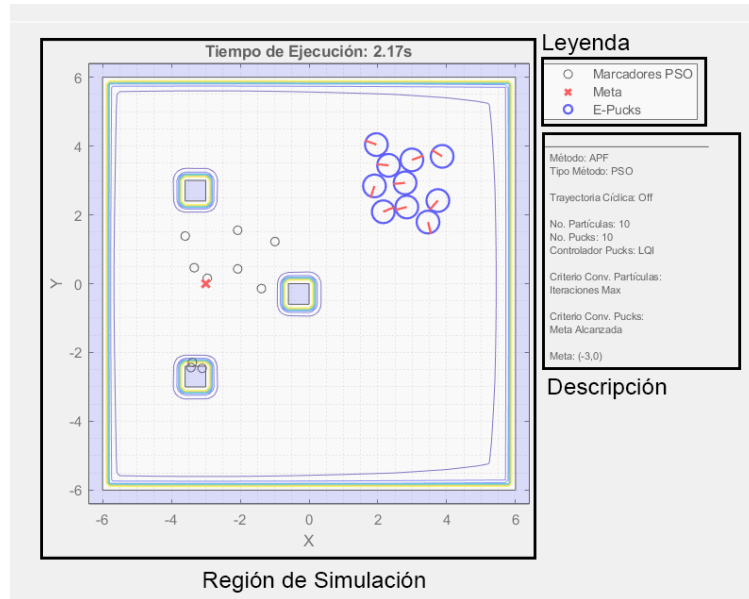 Tiempo de Ejecución: 2.17s
Leyenda
Marcadores PSO
Meta
E-Pucks
Método: APF
Tipo Método: PSO
Trayectoria Cíclica: Off
No. Partículas: 10
No. Pucks: 10
Controlador Pucks: LQI
Criterio Conv. Partículas:
Iteraciones Max
Criterio Conv. Pucks:
Meta Alcanzada
Meta: (-3,0)
Descripción
6
4
2
0
-2
-4
-6
Y
-6 -4 -2 0 2 4 6
X
Región de Simulación